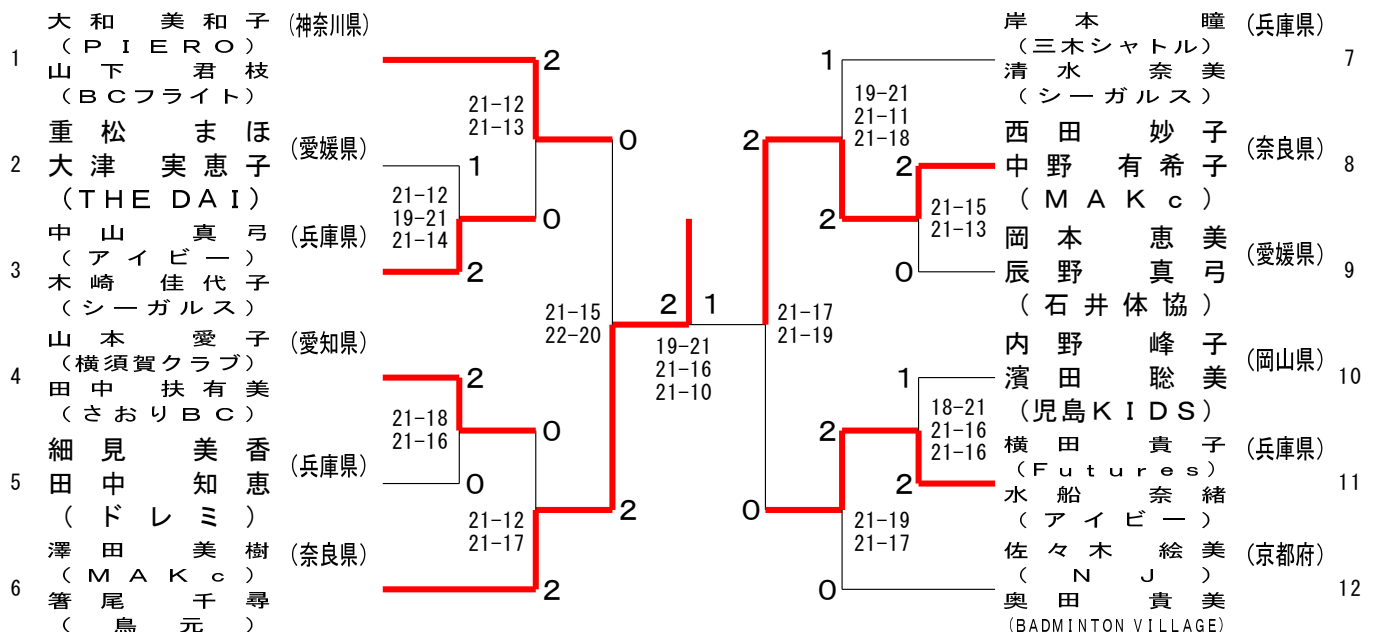 大和 美和子 (神奈川県)
(PIERO)
1
山下 君枝
(BCフライト)
重松 まほ
(愛媛県)
2
大津 実恵子
(THE DAI)
中山 真弓 (兵庫県)
(アイビー)
3
木崎 佳代子
(シーガルス)
山本 愛子 (愛知県)
(横須賀クラブ)
4
田中 扶有美
(さおりBC)
細見 美香
(兵庫県)
5
田中 知恵
(ドレミ)
澤田 美樹 (奈良県)
(MAKc)
6
箸尾 千尋
(鳥元)
2
21-12
21-13
0
1
21-12
19-21
21-14
0
2
21-15
22-20
2
21-18
21-16
0
0
21-12
21-17
2
2
2 1
19-21
21-16
21-10
1
19-21
21-11
21-18
2
2
2
21-15
21-13
0
21-17
21-19
1
18-21
21-16
21-16
2
2
0
21-19
21-17
0
岸本 瞳 (兵庫県)
(三木シャトル)
7
清水 奈美
(シーガルス)
西田 妙子
(奈良県)
8
中野 有希子
(MAKc)
岡本 恵美
(愛媛県)
9
辰野 真弓
(石井体協)
内野 峰子
(岡山県)
10
濱田 聡美
(児島KIDS)
横田 貴子 (兵庫県)
(Futures)
11
水船 奈緒
(アイビー)
佐々木 絵美 (京都府)
(NJ)
12
奥田 貴美
(BADMINTON VILLAGE)